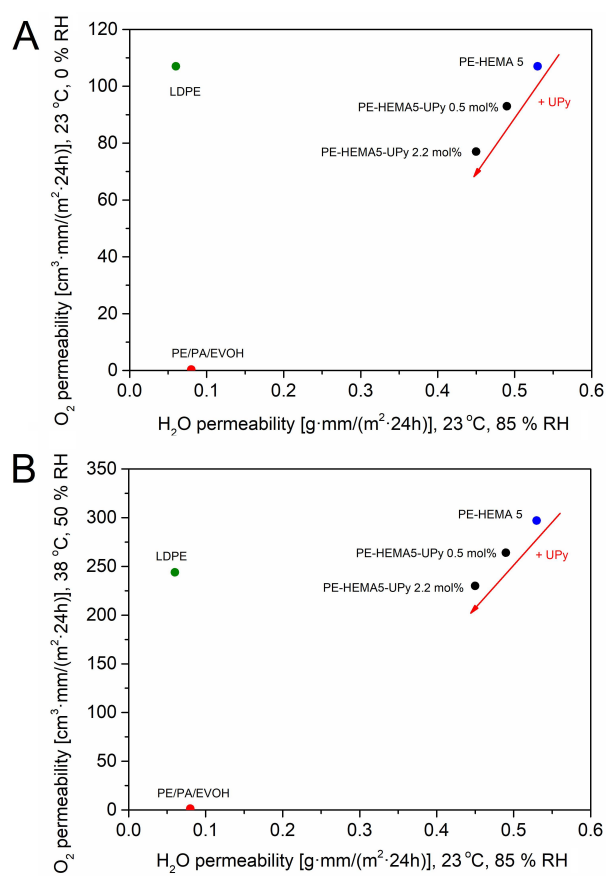 A
O₂ permeability [cm³·mm/(m²·24h)], 23 °C, 0 % RH
120
100
80
60
40
20
0
LDPE
PE-HEMA 5
PE-HEMA5-UPy 0.5 mol%
+ UPy
PE-HEMA5-UPy 2.2 mol%
PE/PA/EVOH
0.0 0.1 0.2 0.3 0.4 0.5 0.6
H₂O permeability [g·mm/(m²·24h)], 23 °C, 85 % RH
B
O₂ permeability [cm³·mm/(m²·24h)], 38 °C, 50 % RH
350
300
250
200
150
100
50
0
PE-HEMA 5
LDPE
PE-HEMA5-UPy 0.5 mol%
+ UPy
PE-HEMA5-UPy 2.2 mol%
PE/PA/EVOH
0.0 0.1 0.2 0.3 0.4 0.5 0.6
H₂O permeability [g·mm/(m²·24h)], 23 °C, 85 % RH